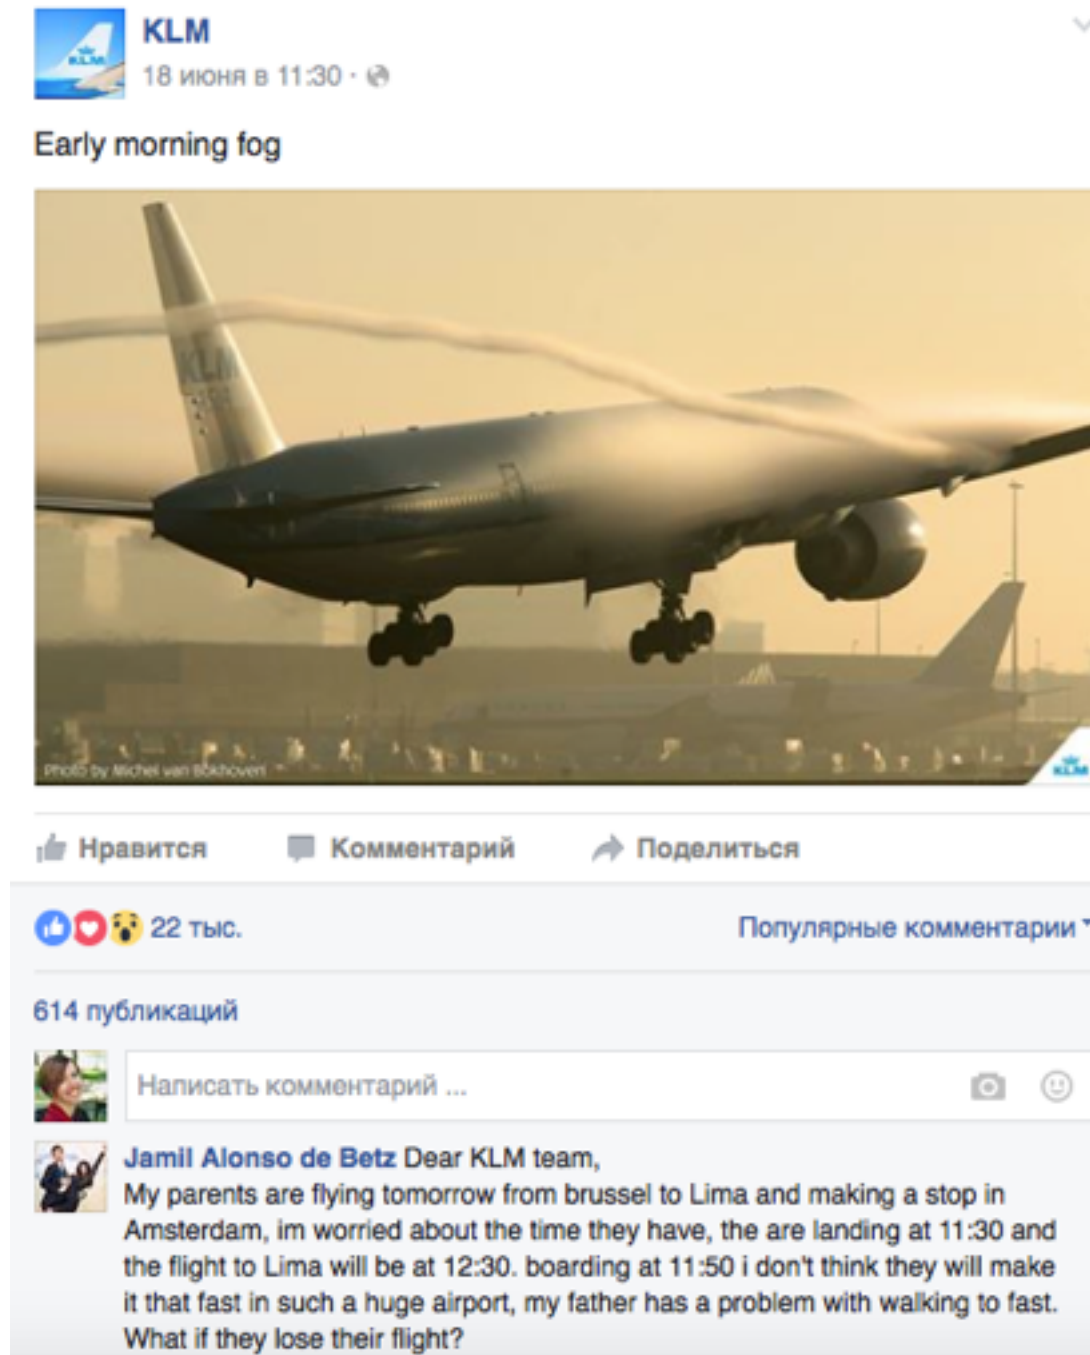 KLM
18 июня в 11:30 ·
Early morning fog
KLM
Photo by Michel van Bokhoven
KLM
Нравится
Комментарий
Поделиться
22 тыс.
Популярные комментарии
614 публикаций
Написать комментарий ...
Jamil Alonso de Betz Dear KLM team,
My parents are flying tomorrow from brussel to Lima and making a stop in
Amsterdam, im worried about the time they have, the are landing at 11:30 and
the flight to Lima will be at 12:30. boarding at 11:50 i don't think they will make
it that fast in such a huge airport, my father has a problem with walking to fast.
What if they lose their flight?